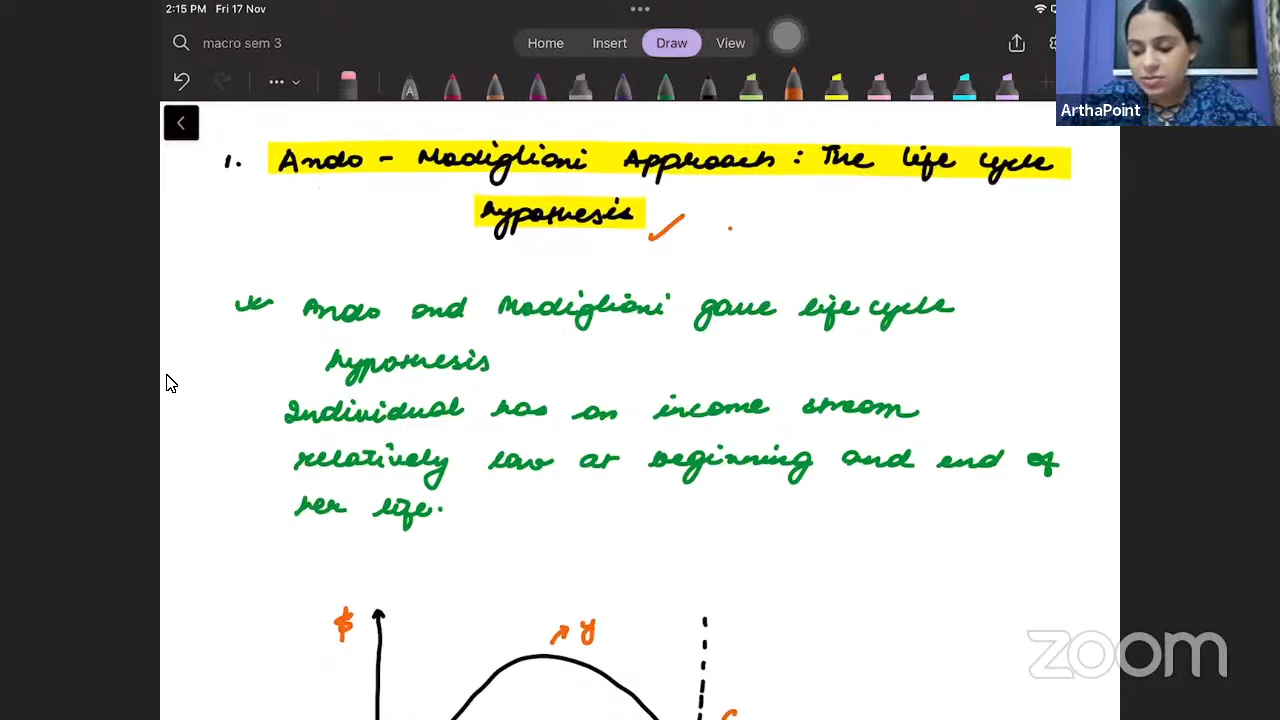 2:15 PM Fri 17 Nov
macro sem 3
Home Insert Draw View
A
ArthaPoint
1. Ando - Modigliani Approach: The life cycle
hypothesis
Ando and Modigliani gave life cycle
hypothesis
Individual has an income stream
relatively low at beginning and end of
her life.
$
y
C
zoom